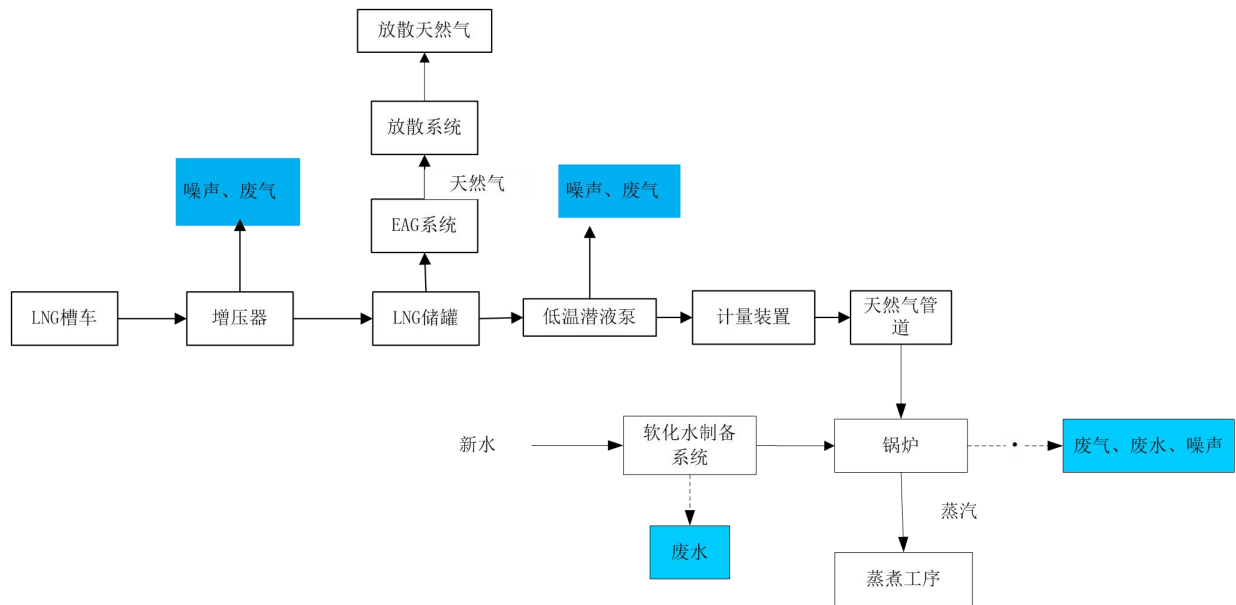 放散天然气
放散系统
噪声、废气
天然气
噪声、废气
EAG系统
LNG槽车
增压器
LNG储罐
低温潜液泵
计量装置
天然气管
道
新水
软化水制备
系统
锅炉
废气、废水、噪声
蒸汽
废水
蒸煮工序